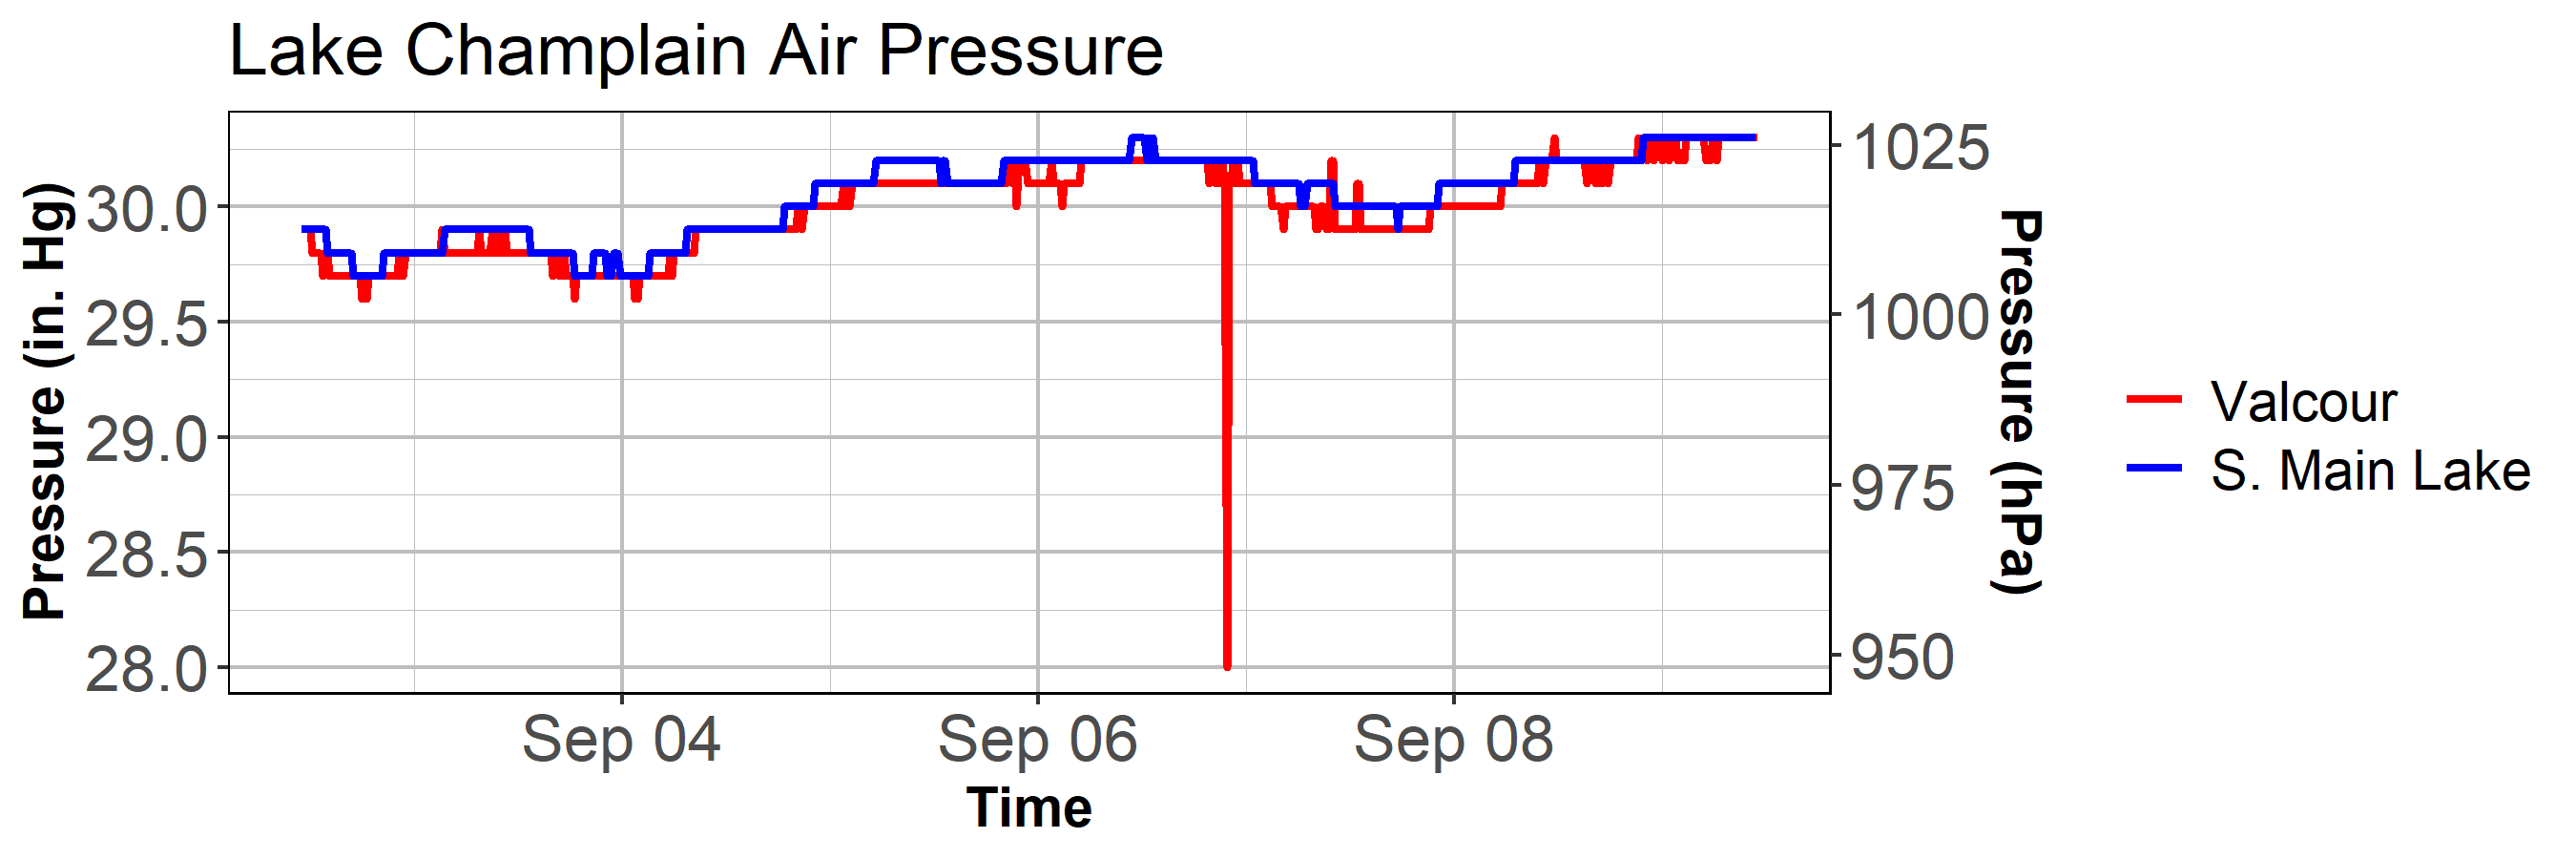 Lake Champlain Air Pressure
Pressure (in. Hg)
30.0
29.5
29.0
28.5
28.0
1025
1000
975
950
Pressure (hPa)
Valcour
S. Main Lake
Sep 04 Sep 06 Sep 08
Time